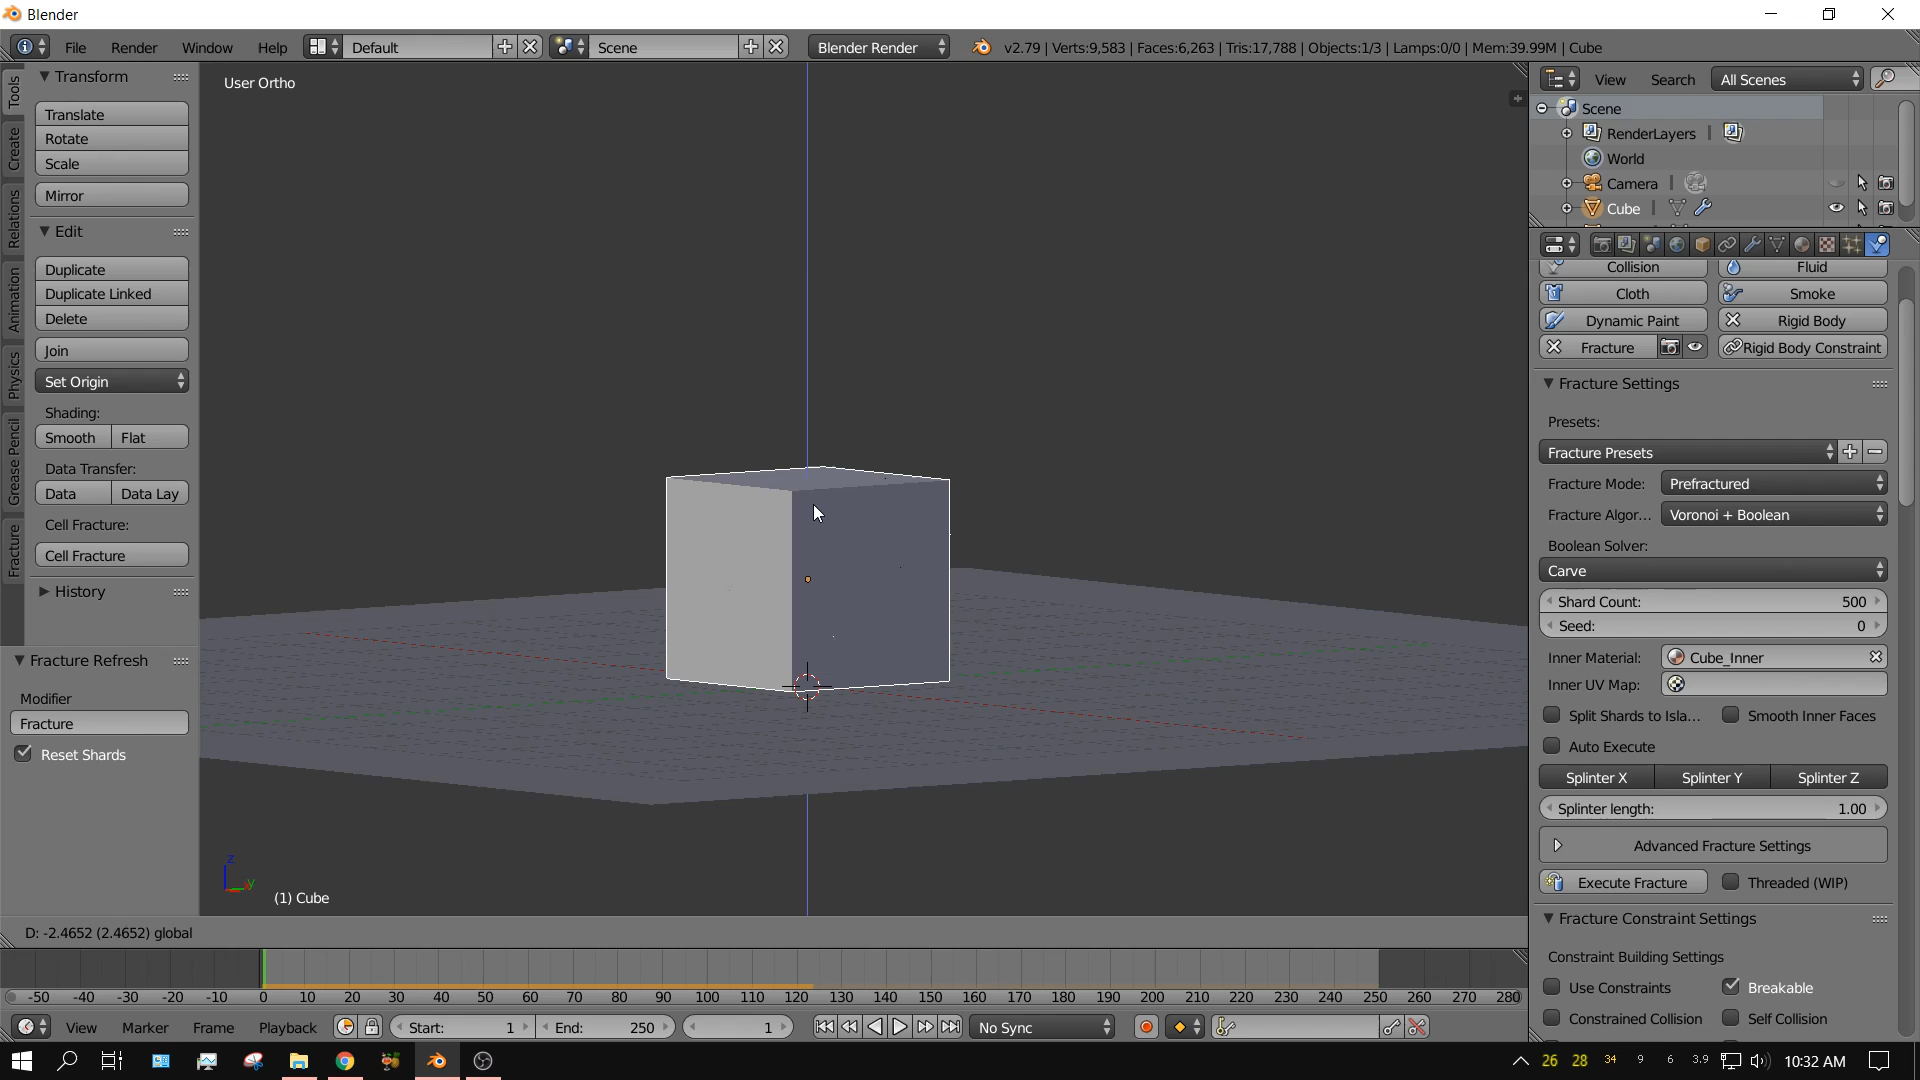 Blender
File Render Window Help Default Scene Blender Render v2.79 | Verts:9,583 | Faces:6,263 | Tris:17,788 | Objects:1/3 | Lamps:0/0 | Mem:39.99M | Cube
Tools
Create
Relations
Animation
Physics
Grease Pencil
Fracture
Transform
Translate
Rotate
Scale
Mirror
Edit
Duplicate
Duplicate Linked
Delete
Join
Set Origin
Shading:
Smooth Flat
Data Transfer:
Data Data Lay
Cell Fracture:
Cell Fracture
History
Fracture Refresh
Modifier
Fracture
Reset Shards
User Ortho
z
y
(1) Cube
D: -2.4652 (2.4652) global
View Search All Scenes
Scene
RenderLayers |
World
Camera |
Cube |
Collision Fluid
Cloth Smoke
Dynamic Paint Rigid Body
Fracture Rigid Body Constraint
Fracture Settings
Presets:
Fracture Presets
Fracture Mode: Prefractured
Fracture Algor... Voronoi + Boolean
Boolean Solver:
Carve
Shard Count: 500
Seed: 0
Inner Material: Cube_Inner
Inner UV Map:
Split Shards to Isla... Smooth Inner Faces
Auto Execute
Splinter X Splinter Y Splinter Z
Splinter length: 1.00
Advanced Fracture Settings
Execute Fracture Threaded (WIP)
Fracture Constraint Settings
Constraint Building Settings
Use Constraints Breakable
Constrained Collision Self Collision
-50 -40 -30 -20 -10 0 10 20 30 40 50 60 70 80 90 100 110 120 130 140 150 160 170 180 190 200 210 220 230 240 250 260 270 280
View Marker Frame Playback Start: 1 End: 250 1 No Sync
26 28 34 9 6 3.9 10:32 AM